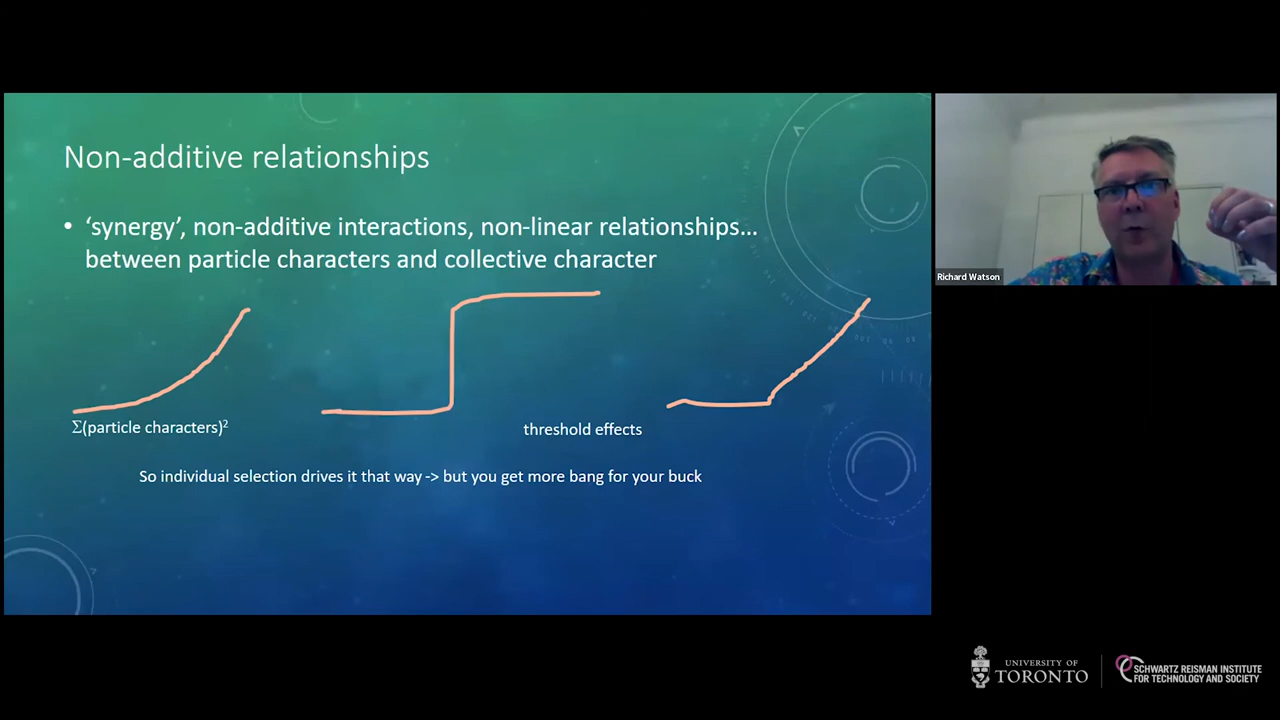 Non-additive relationships
• ‘synergy’, non-additive interactions, non-linear relationships…
between particle characters and collective character
Σ(particle characters)²
threshold effects
So individual selection drives it that way -> but you get more bang for your buck
Richard Watson
UNIVERSITY OF
TORONTO
SCHWARTZ REISMAN INSTITUTE
FOR TECHNOLOGY AND SOCIETY